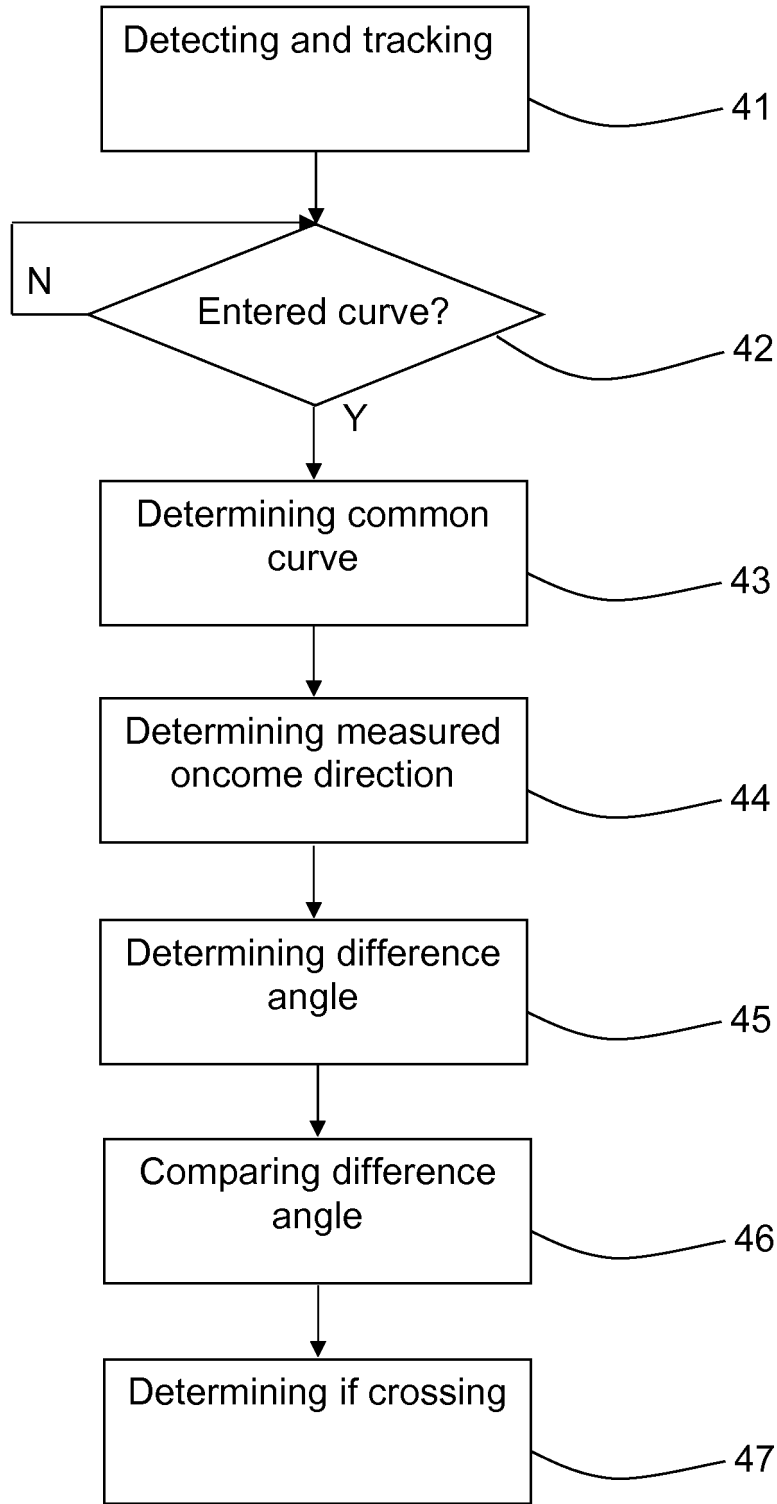 Detecting and tracking
41
N
Entered curve?
42
Y
Determining common
curve
43
Determining measured
oncome direction
44
Determining difference
angle
45
Comparing difference
angle
46
Determining if crossing
47